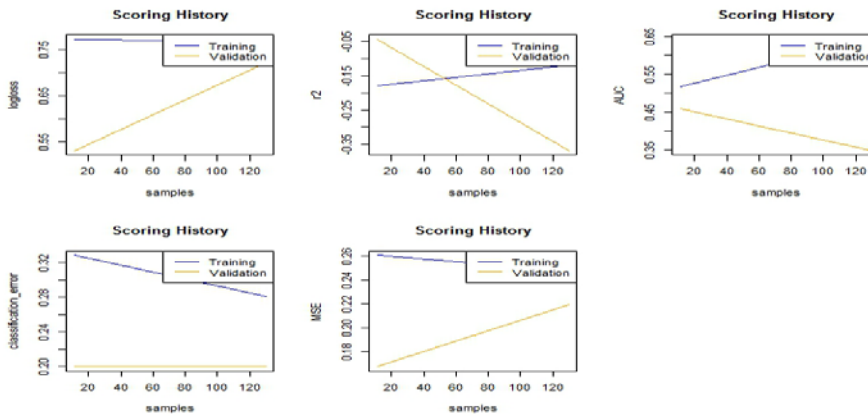 Scoring History
Training
Validation
logloss
0.75
0.65
0.55
20 40 60 80 100 120
samples
Scoring History
Training
Validation
r2
-0.05
-0.15
-0.25
-0.35
20 40 60 80 100 120
samples
Scoring History
Training
Validation
AUC
0.65
0.55
0.45
0.35
20 40 60 80 100 120
samples
Scoring History
Training
Validation
classification_error
0.32
0.28
0.24
0.20
20 40 60 80 100 120
samples
Scoring History
Training
Validation
MSE
0.26
0.24
0.22
0.20
0.18
20 40 60 80 100 120
samples